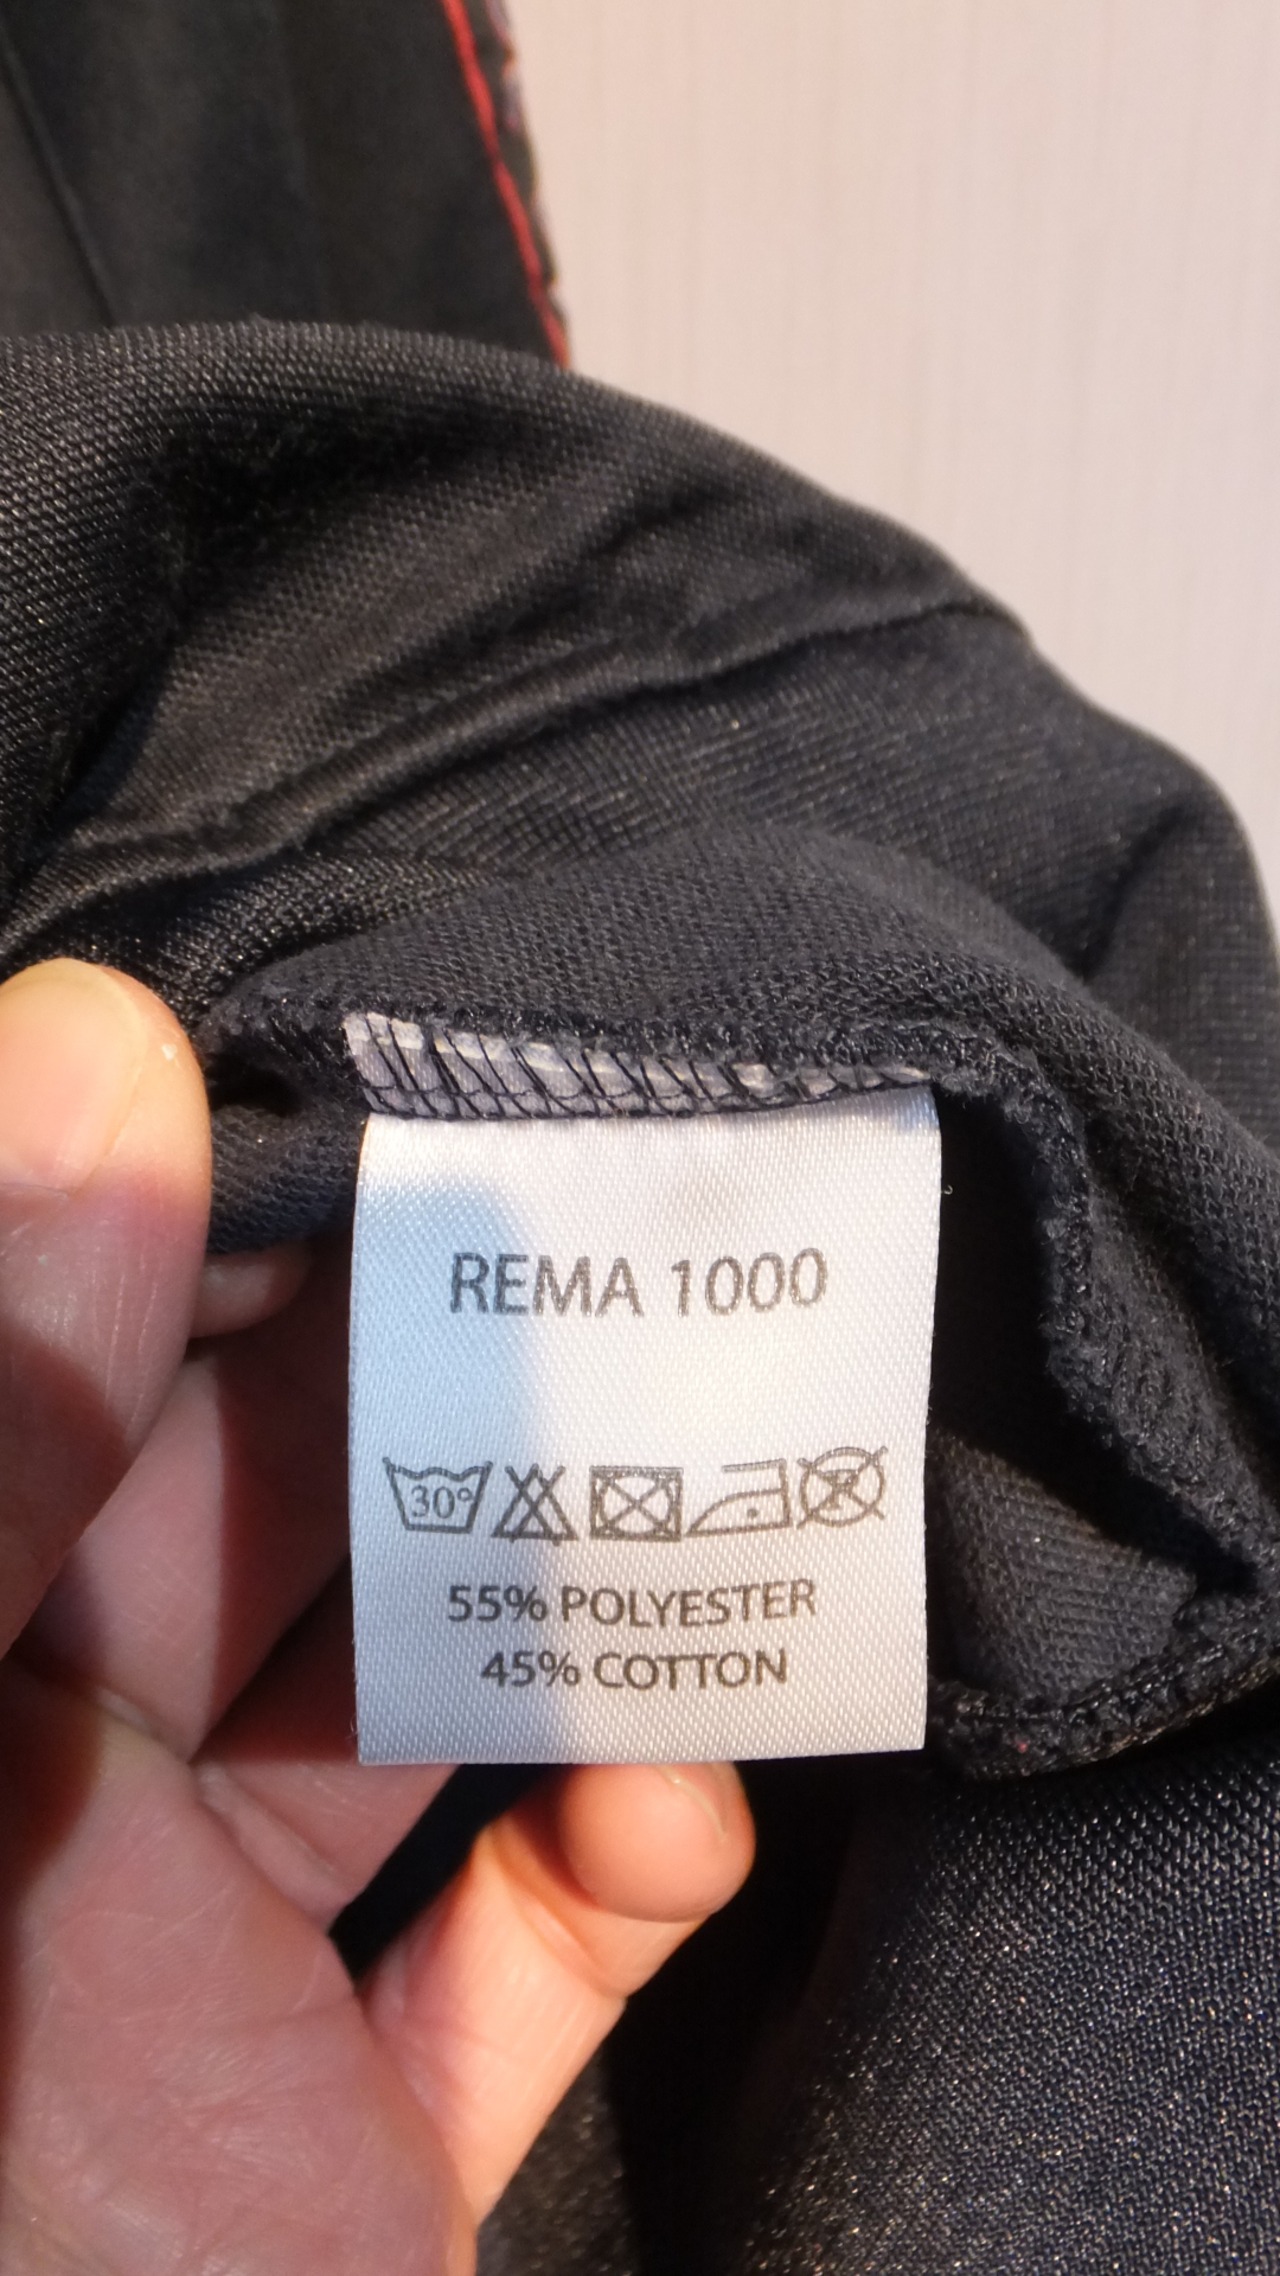 REMA 1000
30°
55% POLYESTER
45% COTTON